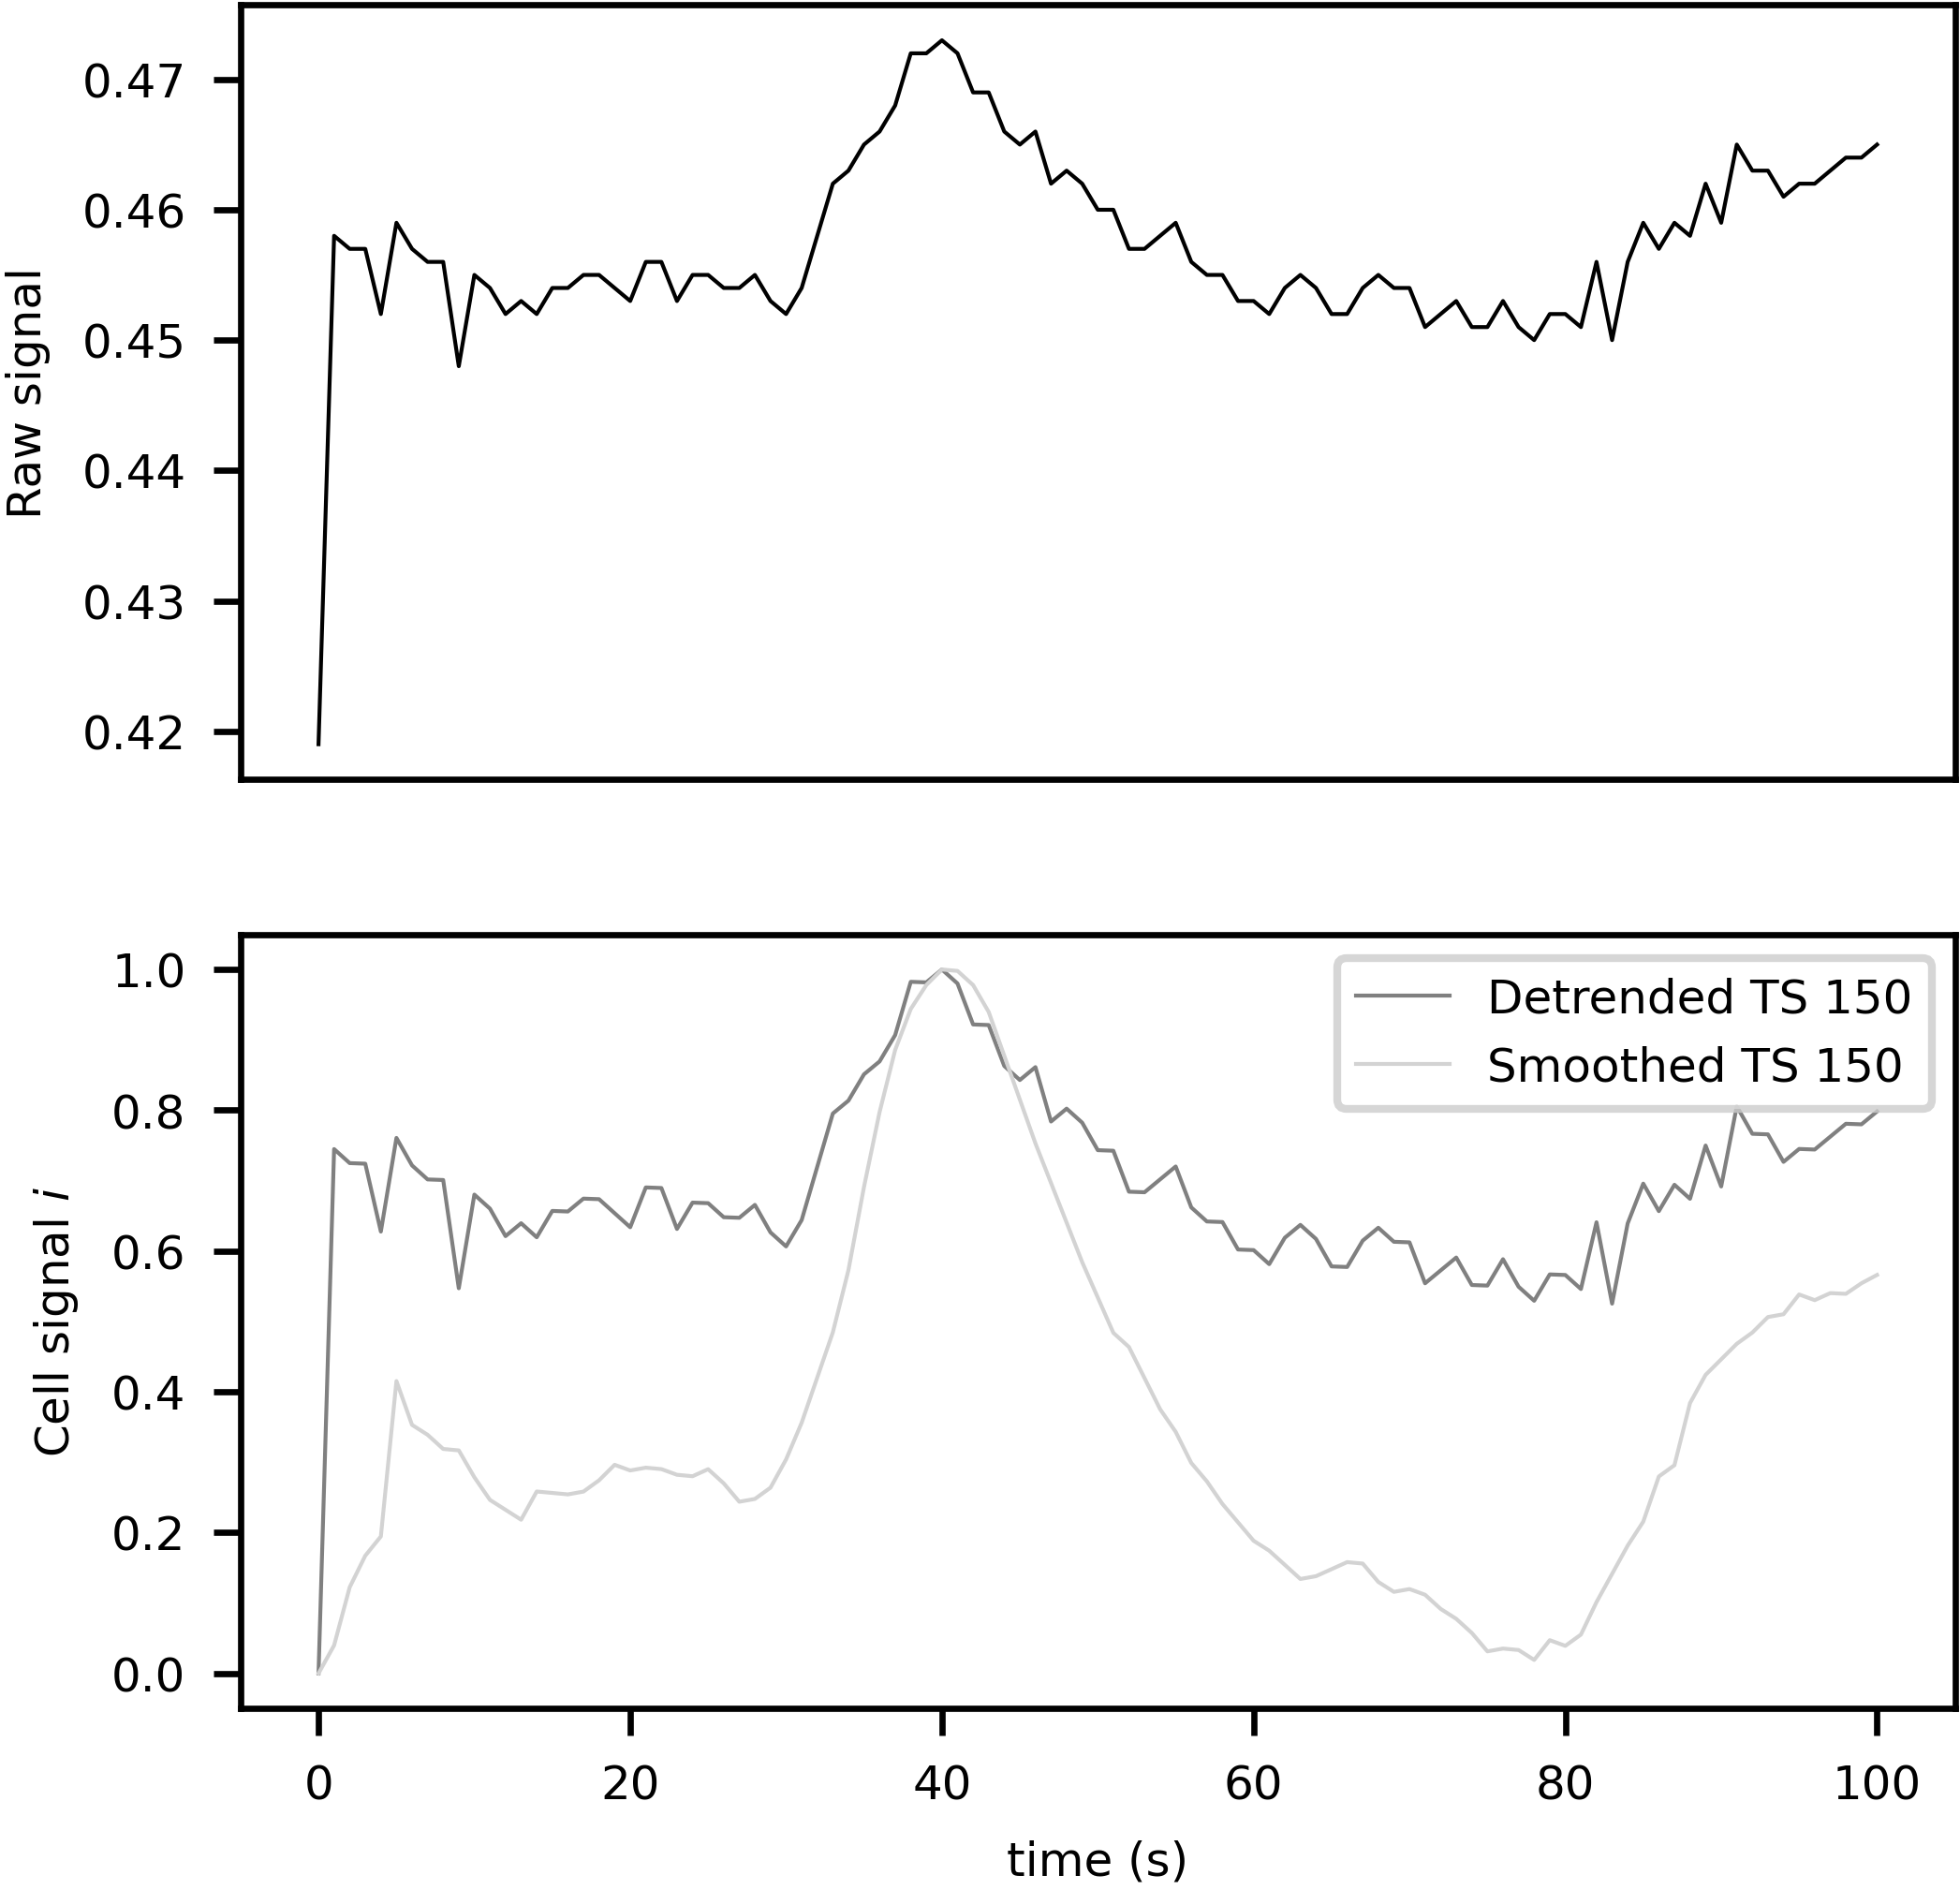 Raw signal
0.47
0.46
0.45
0.44
0.43
0.42
Cell signal i
1.0
0.8
0.6
0.4
0.2
0.0
Detrended TS 150
Smoothed TS 150
0 20 40 60 80 100
time (s)